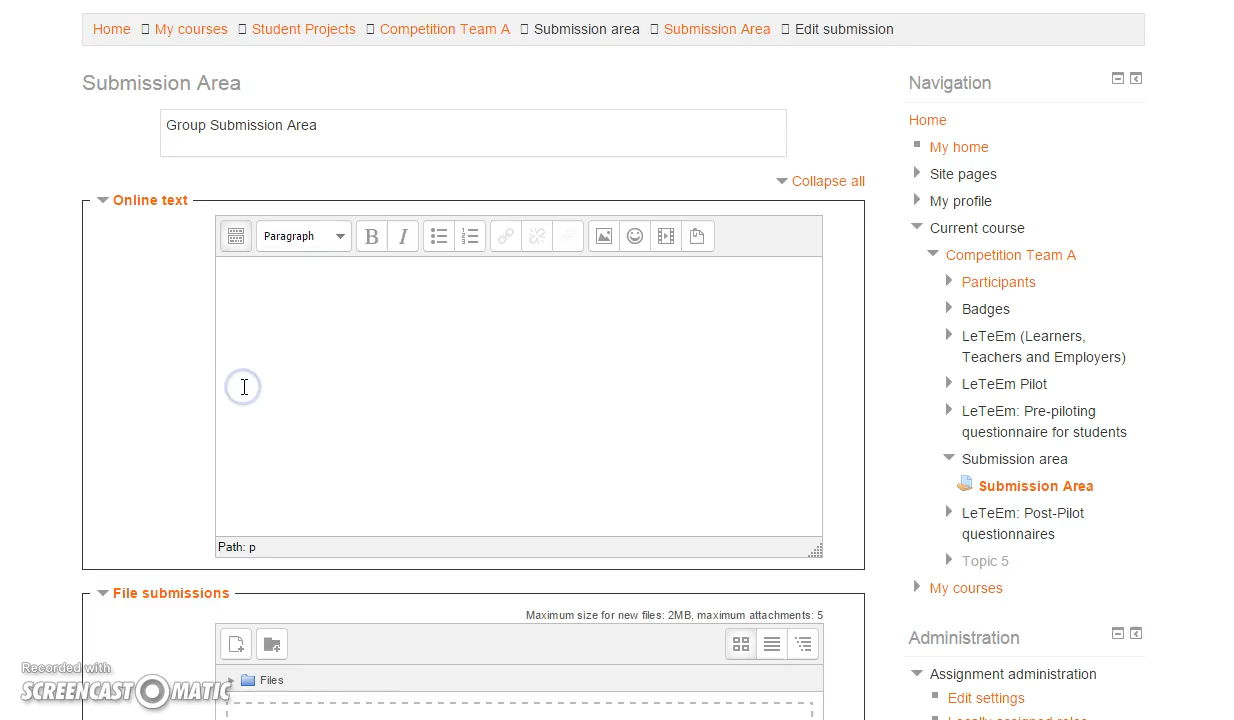 Home My courses Student Projects Competition Team A Submission area Submission Area Edit submission
Submission Area
Group Submission Area
Collapse all
Online text
Paragraph
B I
Path: p
File submissions
Maximum size for new files: 2MB, maximum attachments: 5
Files
Recorded with
SCREENCAST MATIC
Navigation
Home
My home
Site pages
My profile
Current course
Competition Team A
Participants
Badges
LeTeEm (Learners,
Teachers and Employers)
LeTeEm Pilot
LeTeEm: Pre-piloting
questionnaire for students
Submission area
Submission Area
LeTeEm: Post-Pilot
questionnaires
Topic 5
My courses
Administration
Assignment administration
Edit settings
Locally assigned roles